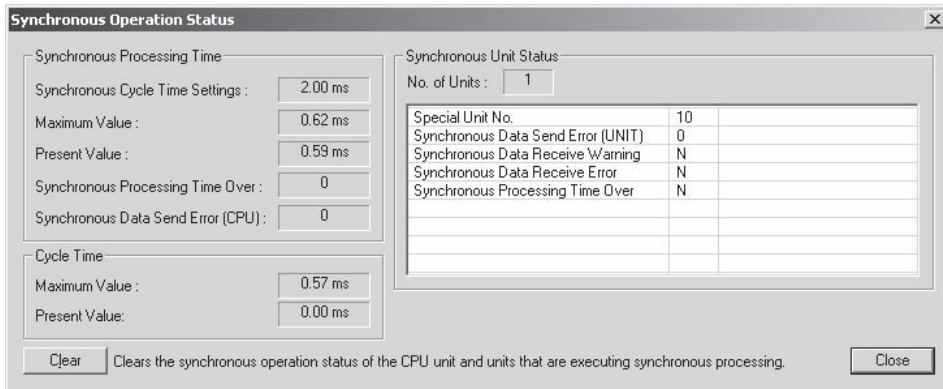 Synchronous Operation Status
Synchronous Processing Time
Synchronous Cycle Time Settings : 2.00 ms
Maximum Value : 0.62 ms
Present Value : 0.59 ms
Synchronous Processing Time Over : 0
Synchronous Data Send Error (CPU) : 0
Cycle Time
Maximum Value : 0.57 ms
Present Value: 0.00 ms
Synchronous Unit Status
No. of Units : 1
Special Unit No. 10
Synchronous Data Send Error (UNIT) 0
Synchronous Data Receive Warning N
Synchronous Data Receive Error N
Synchronous Processing Time Over N
Clear Clears the synchronous operation status of the CPU unit and units that are executing synchronous processing. Close